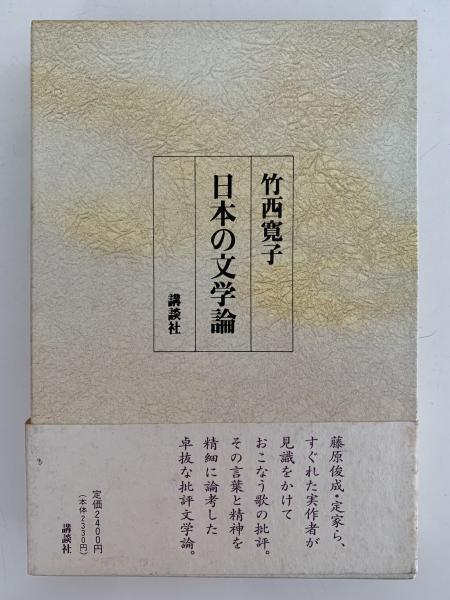 竹西寛子
日本の文学論
講談社
藤原俊成・定家ら、
すぐれた実作者が
見識をかけて
おこなう歌の批評。
その言葉と精神を
精細に論考した
卓抜な批評文学論。
定価2400円
（本体2330円）
講談社